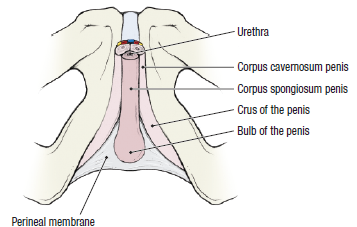 Urethra
Corpus cavernosum penis
Corpus spongiosum penis
Crus of the penis
Bulb of the penis
Perineal membrane